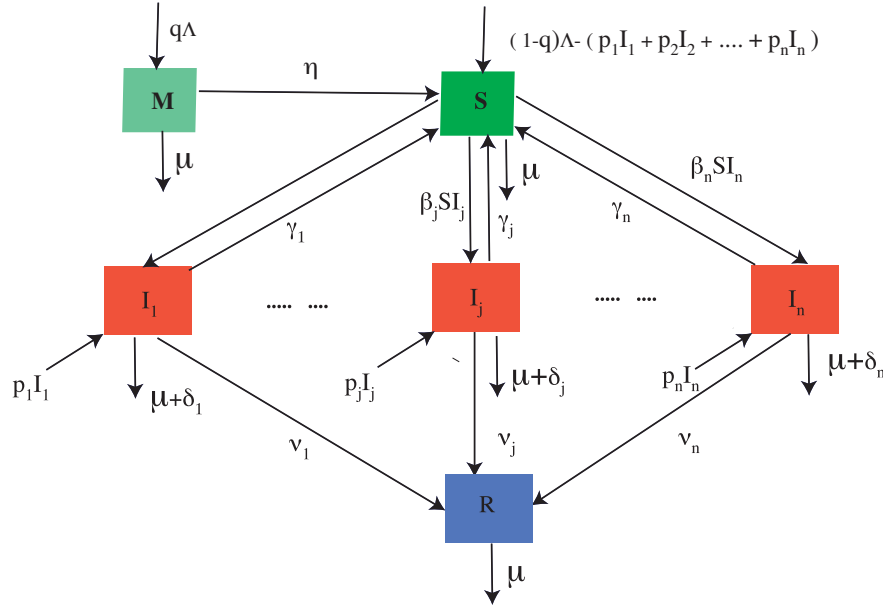 qΛ
(1-q)Λ-(p₁I₁+p₂I₂+....+pₙIₙ)
M
η
S
μ
μ
βⱼSIⱼ
βₙSIₙ
γ₁
γⱼ
γₙ
I₁
..... ....
Iⱼ
..... ....
Iₙ
p₁I₁
μ+δ₁
pⱼIⱼ
μ+δⱼ
pₙIₙ
μ+δₙ
ν₁
νⱼ
νₙ
R
μ